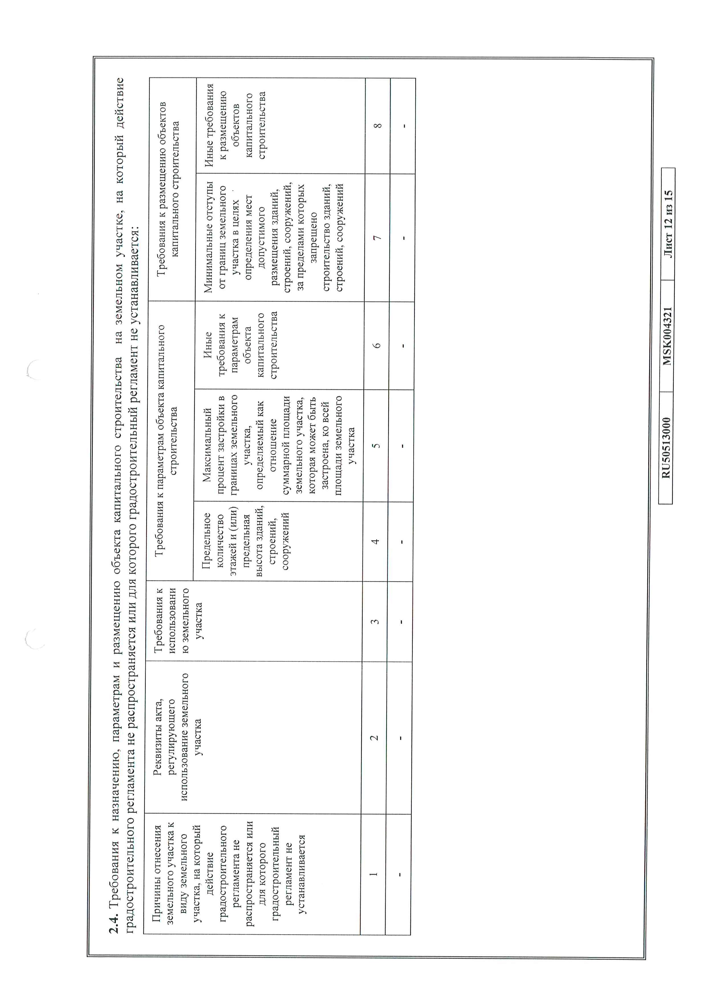 2.4. Требования к назначению, параметрам и размещению объекта капитального строительства на земельном участке, на который действие
градостроительного регламента не распространяется или для которого градостроительный регламент не устанавливается:
Причины отнесения
земельного участка к
виду земельного
участка, на который
действие
градостроительного
регламента не
распространяется или
для которого
градостроительный
регламент не
устанавливается
Реквизиты акта,
регулирующего
использование земельного
участка
Требования к
использовани
ю земельного
участка
Требования к параметрам объекта капитального
строительства
Требования к размещению объектов
капитального строительства
Предельное
количество
этажей и (или)
предельная
высота зданий,
строений,
сооружений
Максимальный
процент застройки в
границах земельного
участка,
определяемый как
отношение
суммарной площади
земельного участка,
которая может быть
застроена, ко всей
площади земельного
участка
Иные
требования к
параметрам
объекта
капитального
строительства
Минимальные отступы
от границ земельного
участка в целях
определения мест
допустимого
размещения зданий,
строений, сооружений,
за пределами которых
запрещено
строительство зданий,
строений, сооружений
Иные требования
к размещению
объектов
капитального
строительства
1 2 3 4 5 6 7 8
- - - - - - - -
RU50513000 MSK004321 Лист 12 из 15